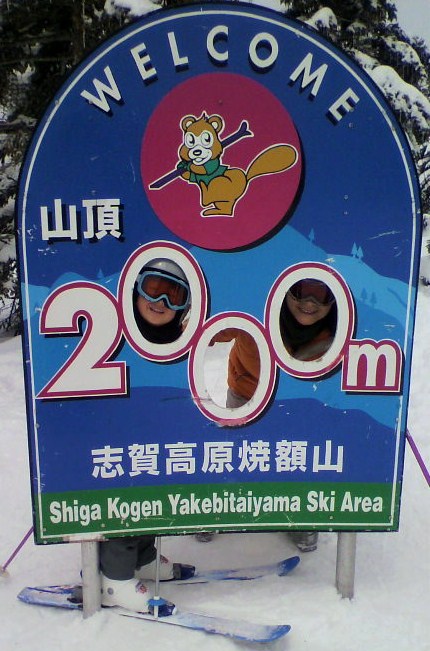 WELCOME
山頂
2000m
志賀高原焼額山
Shiga Kogen Yakebitaiyama Ski Area